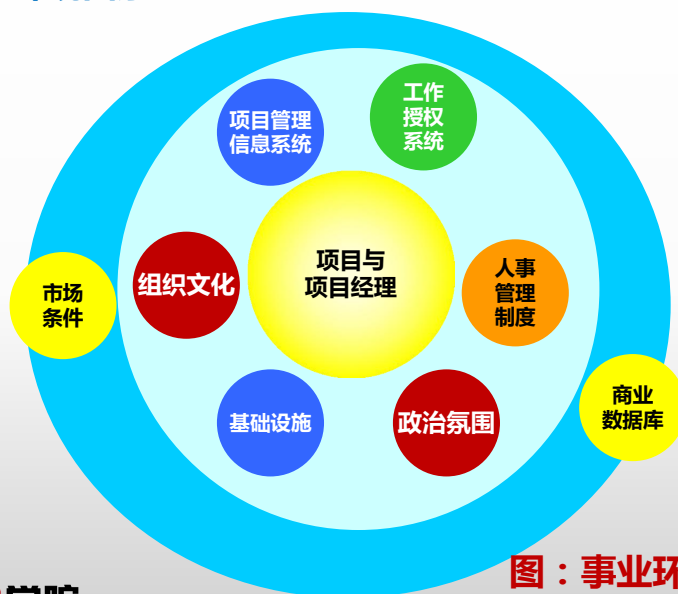 项目管理
信息系统
工作
授权
系统
项目与
项目经理
组织文化
人事
管理
制度
市场
条件
基础设施
政治氛围
商业
数据库
图：事业环
学院